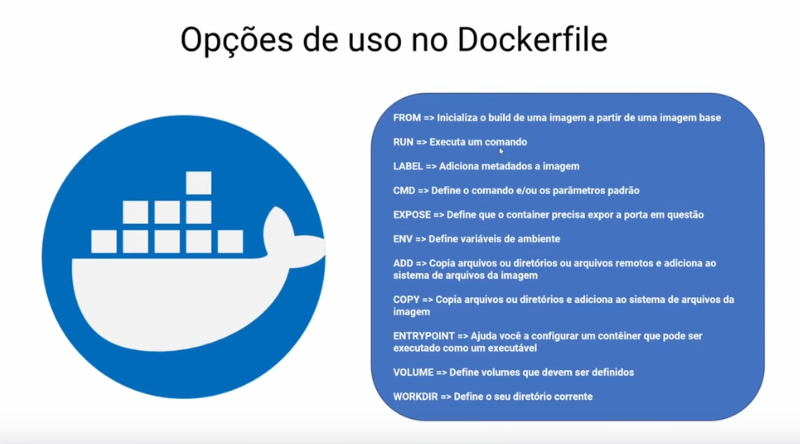 Opções de uso no Dockerfile
FROM => Inicializa o build de uma imagem a partir de uma imagem base
RUN => Executa um comando
LABEL => Adiciona metadados a imagem
CMD => Define o comando e/ou os parâmetros padrão
EXPOSE => Define que o container precisa expor a porta em questão
ENV => Define variáveis de ambiente
ADD => Copia arquivos ou diretórios ou arquivos remotos e adiciona ao
sistema de arquivos da imagem
COPY => Copia arquivos ou diretórios e adiciona ao sistema de arquivos da
imagem
ENTRYPOINT => Ajuda você a configurar um contêiner que pode ser
executado como um executável
VOLUME => Define volumes que devem ser definidos
WORKDIR => Define o seu diretório corrente